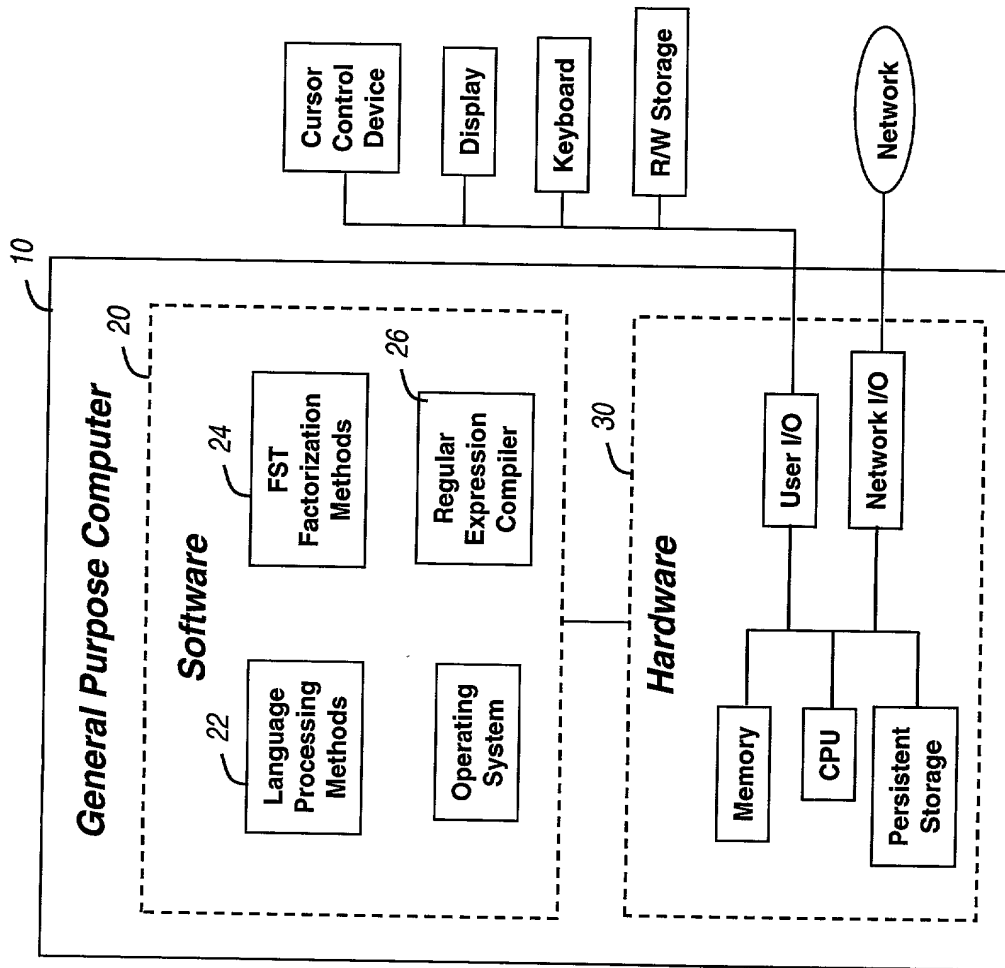 General Purpose Computer
10
Software
20
Language
Processing
Methods
22
FST
Factorization
Methods
24
Operating
System
Regular
Expression
Compiler
26
Hardware
30
Memory
CPU
Persistent
Storage
User I/O
Network I/O
Cursor
Control
Device
Display
Keyboard
R/W Storage
Network